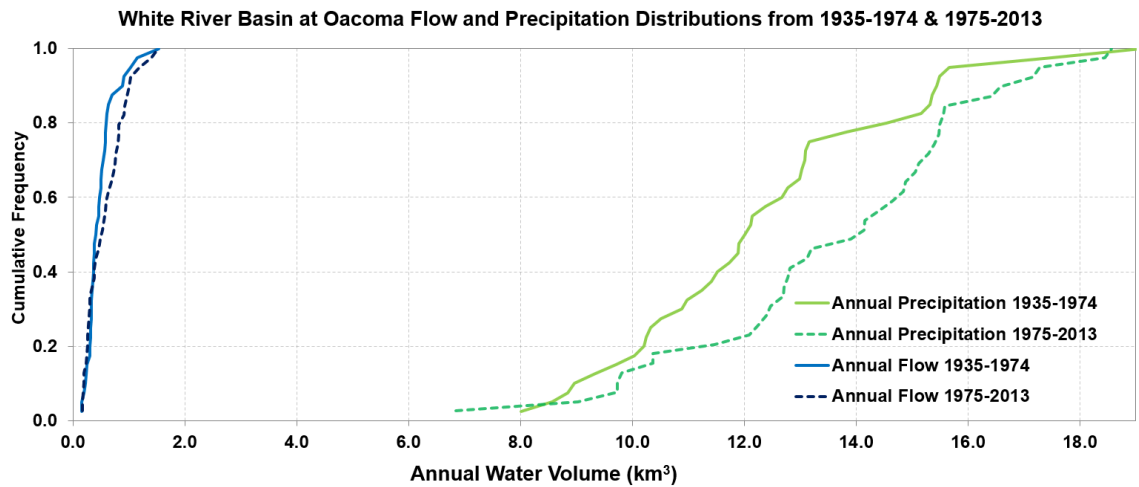 White River Basin at Oacoma Flow and Precipitation Distributions from 1935-1974 & 1975-2013
1.0
0.8
0.6
0.4
0.2
0.0
Cumulative Frequency
Annual Precipitation 1935-1974
Annual Precipitation 1975-2013
Annual Flow 1935-1974
Annual Flow 1975-2013
0.0 2.0 4.0 6.0 8.0 10.0 12.0 14.0 16.0 18.0
Annual Water Volume (km³)